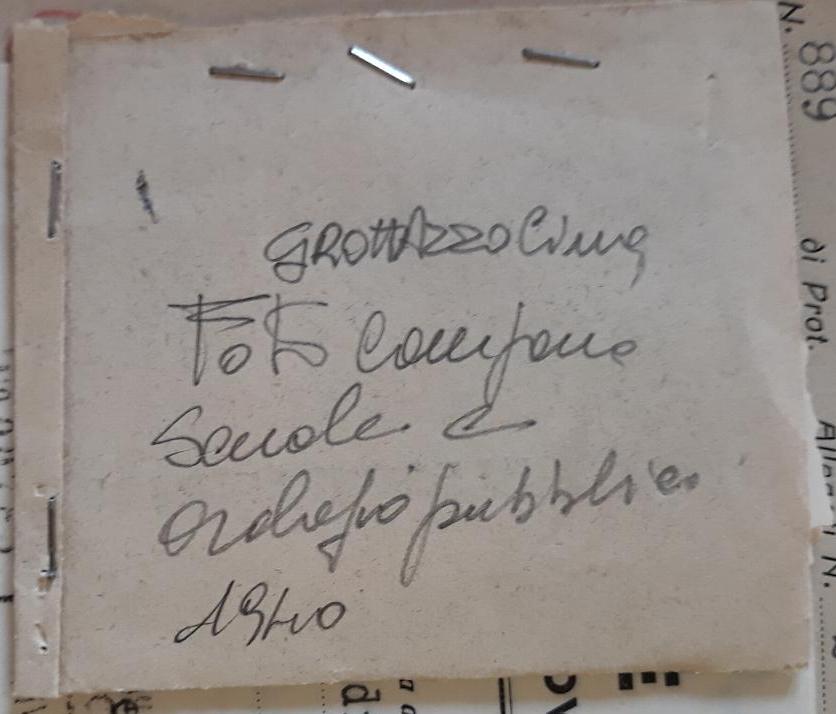 GROTTAZZOlina
Foto Campane
Scuole e
Orologio pubblico
1940
N. 889 di Prot.
N.